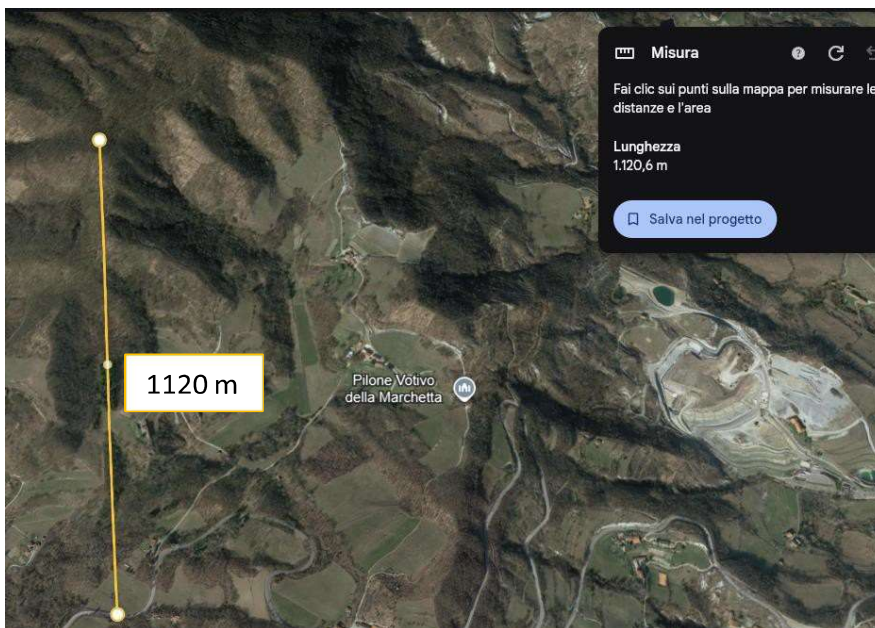 Misura
Fai clic sui punti sulla mappa per misurare le
distanze e l'area
Lunghezza
1.120,6 m
Salva nel progetto
1120 m
Pilone Votivo
della Marchetta